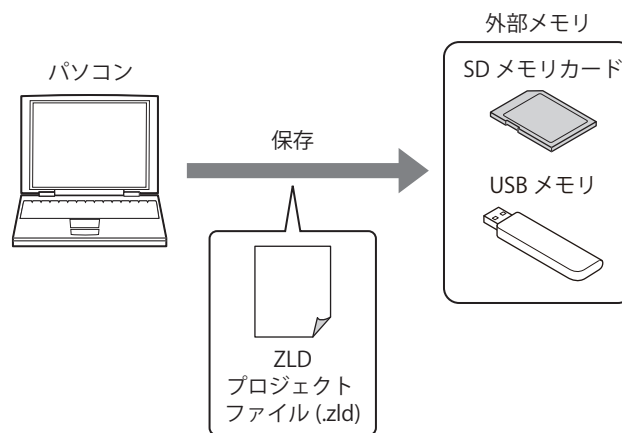 外部メモリ
パソコン
SD メモリカード
保存
USB メモリ
ZLD
プロジェクト
ファイル (.zld)